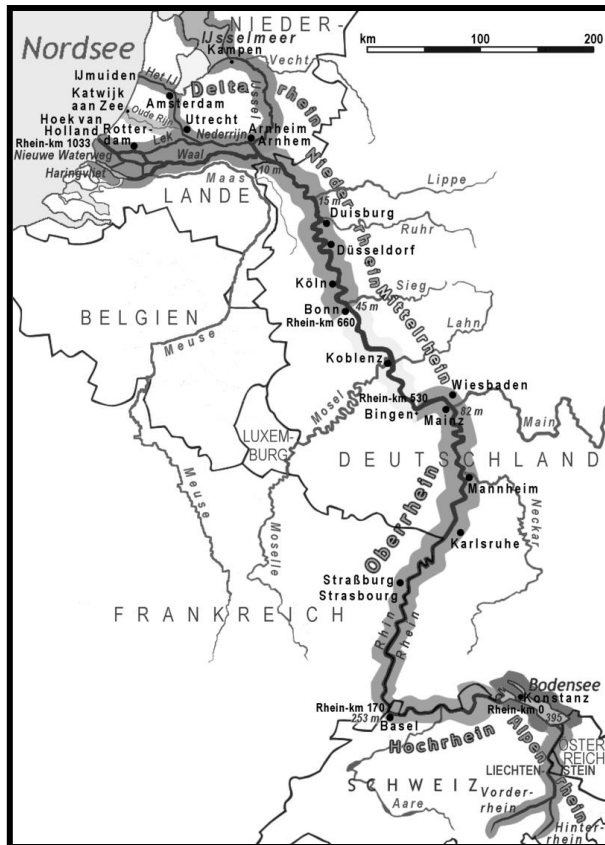 NIEDER-
Nordsee
IJsselmeer
Kampen
Vecht
km
0
100
200
IJmuiden
Het IJ
Delta
rhein
IJssel
Katwijk
aan Zee
Amsterdam
Oude Rijn
Hoek van
Holland
Utrecht
Rotter-
dam
Lek
Nederrijn
Arnheim
Arnhem
Rhein-km 1033
Nieuwe Waterweg
Waal
Haringvliet
Maas
10 m
LANDE
Nieder
rhein
Lippe
15 m
Duisburg
Ruhr
Düsseldorf
Köln
Sieg
Bonn
45 m
Rhein-km 660
Mittelrhein
BELGIEN
Meuse
Lahn
Koblenz
Mosel
Rhein-km 530
Wiesbaden
Bingen
Mainz
82 m
Main
LUXEM-
BURG
DEUTSCHLAND
Meuse
Moselle
Mannheim
Neckar
Oberrhein
Karlsruhe
Straßburg
Strasbourg
FRANKREICH
Rhin
Rhein
Bodensee
Rhein-km 170
Konstanz
Rhein-km 0
253 m
Basel
395
Hochrhein
Alpenrhein
ÖSTER
REICH
LIECHTEN-
STEIN
SCHWEIZ
Aare
Vorder-
rhein
Hinter-
rhein